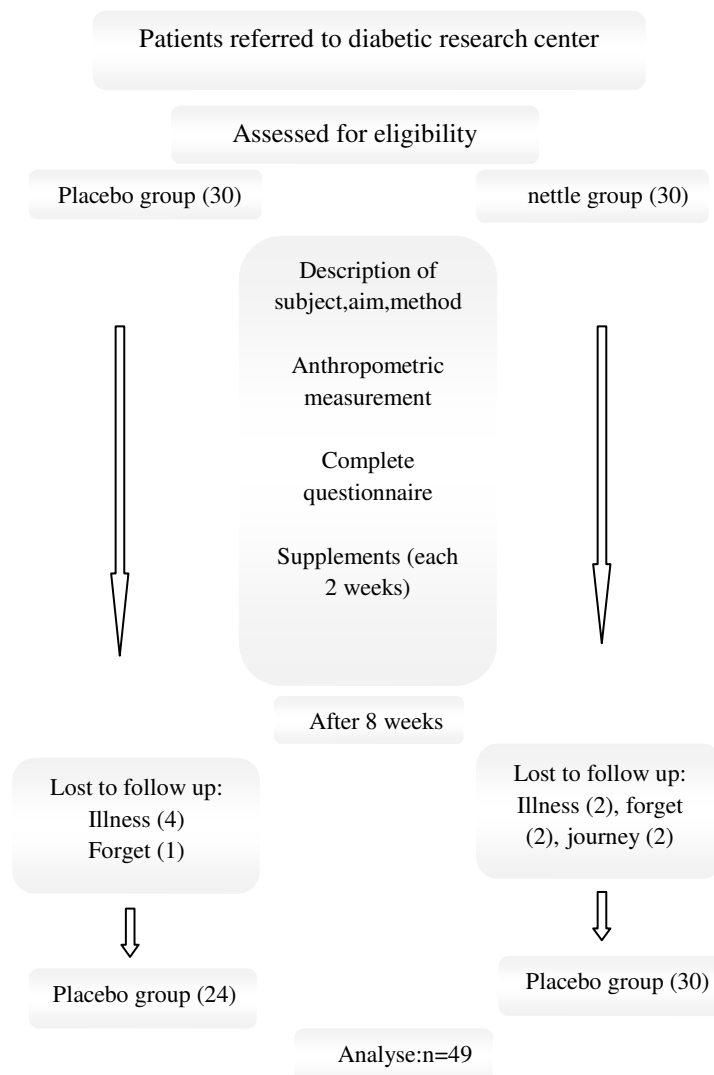 Patients referred to diabetic research center
Assessed for eligibility
Placebo group (30)
nettle group (30)
Description of
subject,aim,method
Anthropometric
measurement
Complete
questionnaire
Supplements (each
2 weeks)
After 8 weeks
Lost to follow up:
Illness (4)
Forget (1)
Lost to follow up:
Illness (2), forget
(2), journey (2)
Placebo group (24)
Placebo group (30)
Analyse:n=49